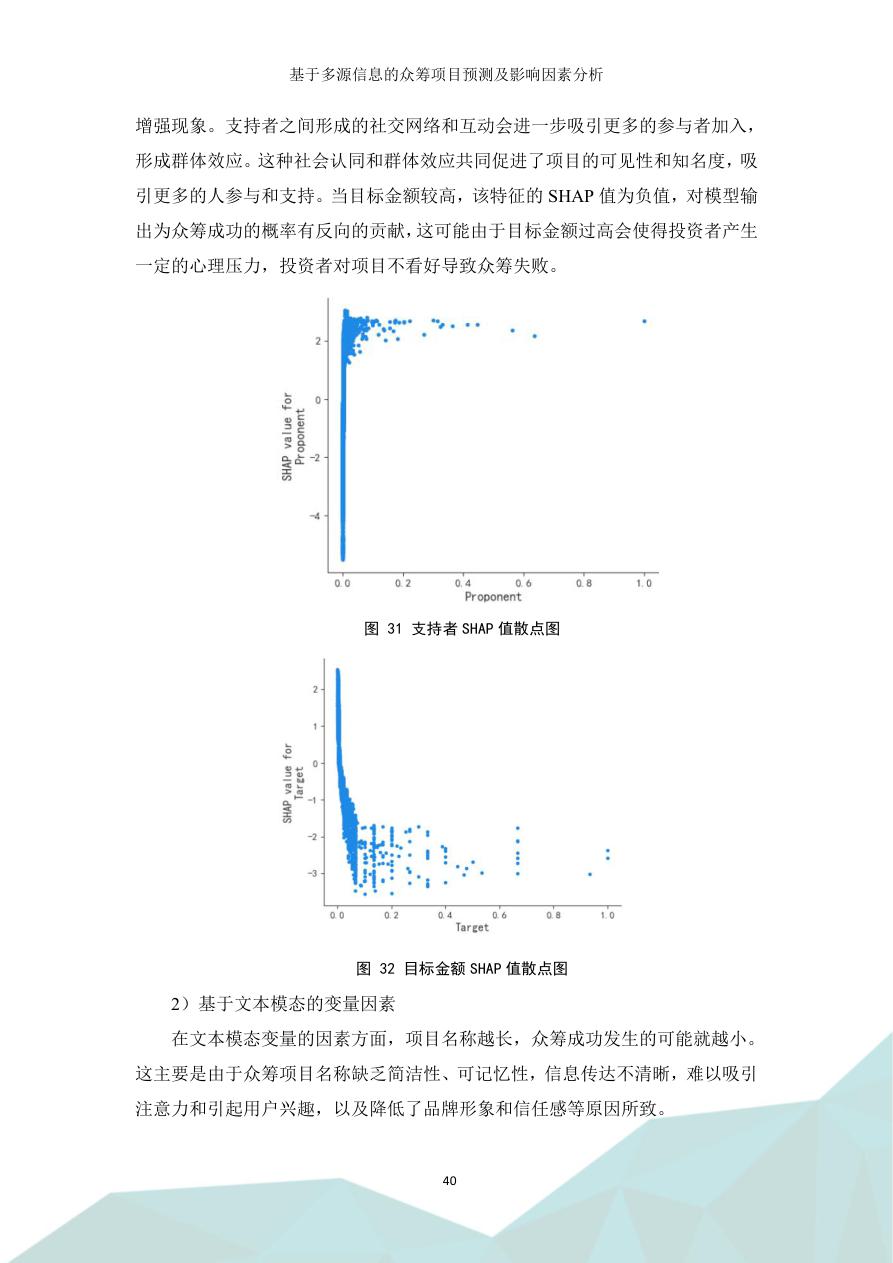 基于多源信息的众筹项目预测及影响因素分析
增强现象。支持者之间形成的社交网络和互动会进一步吸引更多的参与者加入，
形成群体效应。这种社会认同和群体效应共同促进了项目的可见性和知名度，吸
引更多的人参与和支持。当目标金额较高，该特征的 SHAP 值为负值，对模型输
出为众筹成功的概率有反向的贡献，这可能由于目标金额过高会使得投资者产生
一定的心理压力，投资者对项目不看好导致众筹失败。
2
0
-2
-4
SHAP value for
Proponent
0.0 0.2 0.4 0.6 0.8 1.0
Proponent
图 31 支持者 SHAP 值散点图
2
1
0
-1
-2
-3
SHAP value for
Target
0.0 0.2 0.4 0.6 0.8 1.0
Target
图 32 目标金额 SHAP 值散点图
2）基于文本模态的变量因素
在文本模态变量的因素方面，项目名称越长，众筹成功发生的可能就越小。
这主要是由于众筹项目名称缺乏简洁性、可记忆性，信息传达不清晰，难以吸引
注意力和引起用户兴趣，以及降低了品牌形象和信任感等原因所致。
40